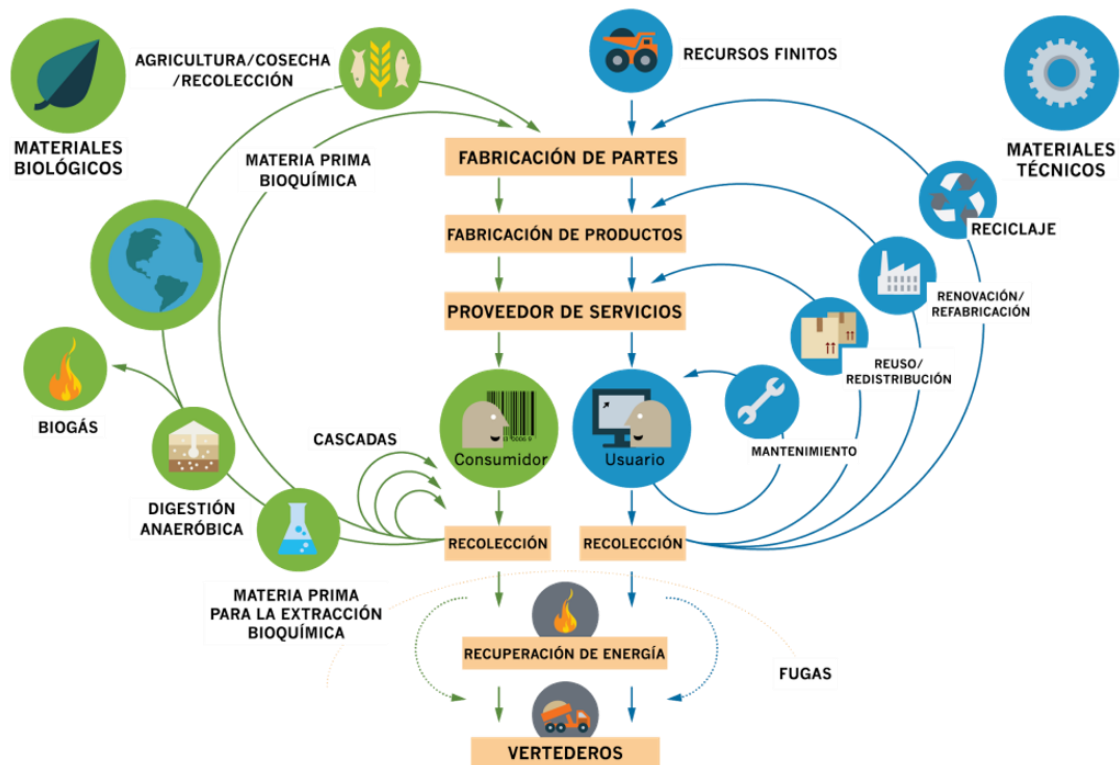 AGRICULTURA/COSECHA
/RECOLECCIÓN
RECURSOS FINITOS
MATERIALES
BIOLÓGICOS
MATERIALES
TÉCNICOS
MATERIA PRIMA
BIOQUÍMICA
FABRICACIÓN DE PARTES
RECICLAJE
FABRICACIÓN DE PRODUCTOS
RENOVACIÓN/
REFABRICACIÓN
PROVEEDOR DE SERVICIOS
REUSO/
REDISTRIBUCIÓN
BIOGÁS
CASCADAS
Consumidor
Usuario
MANTENIMIENTO
DIGESTIÓN
ANAERÓBICA
RECOLECCIÓN
RECOLECCIÓN
MATERIA PRIMA
PARA LA EXTRACCIÓN
BIOQUÍMICA
RECUPERACIÓN DE ENERGÍA
FUGAS
VERTEDEROS